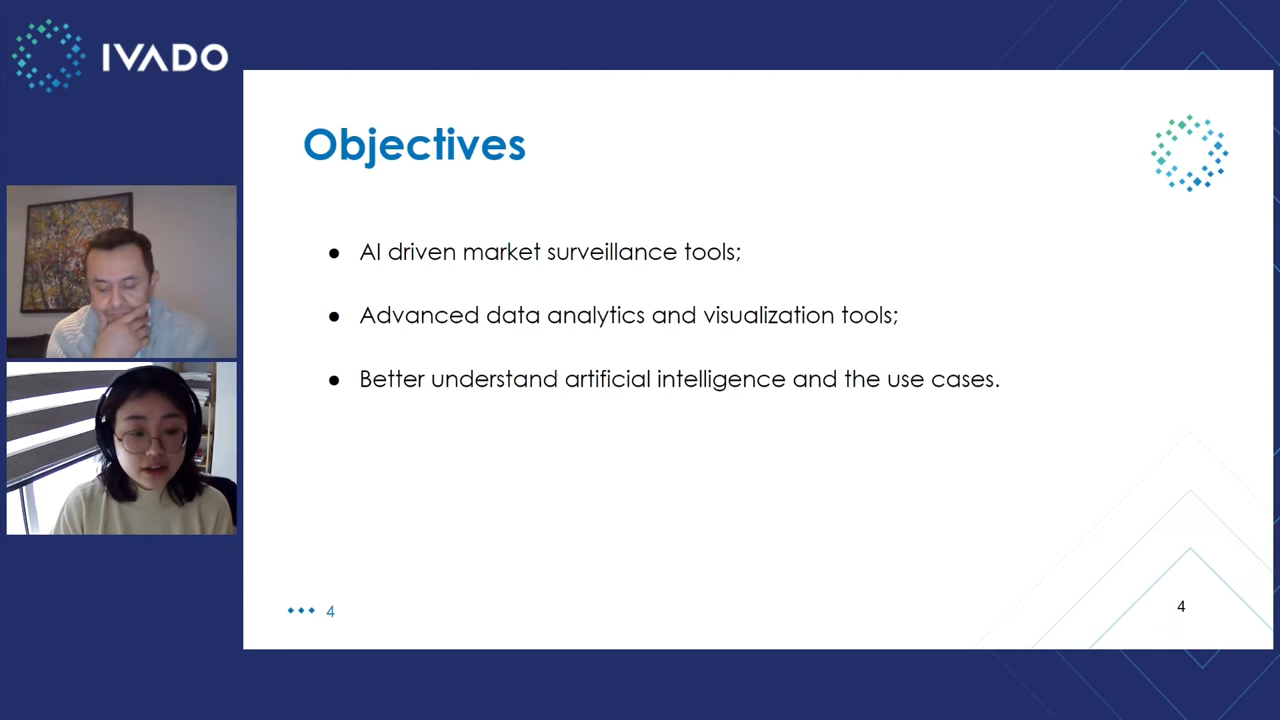 IVADO
Objectives
● AI driven market surveillance tools;
● Advanced data analytics and visualization tools;
● Better understand artificial intelligence and the use cases.
4
4